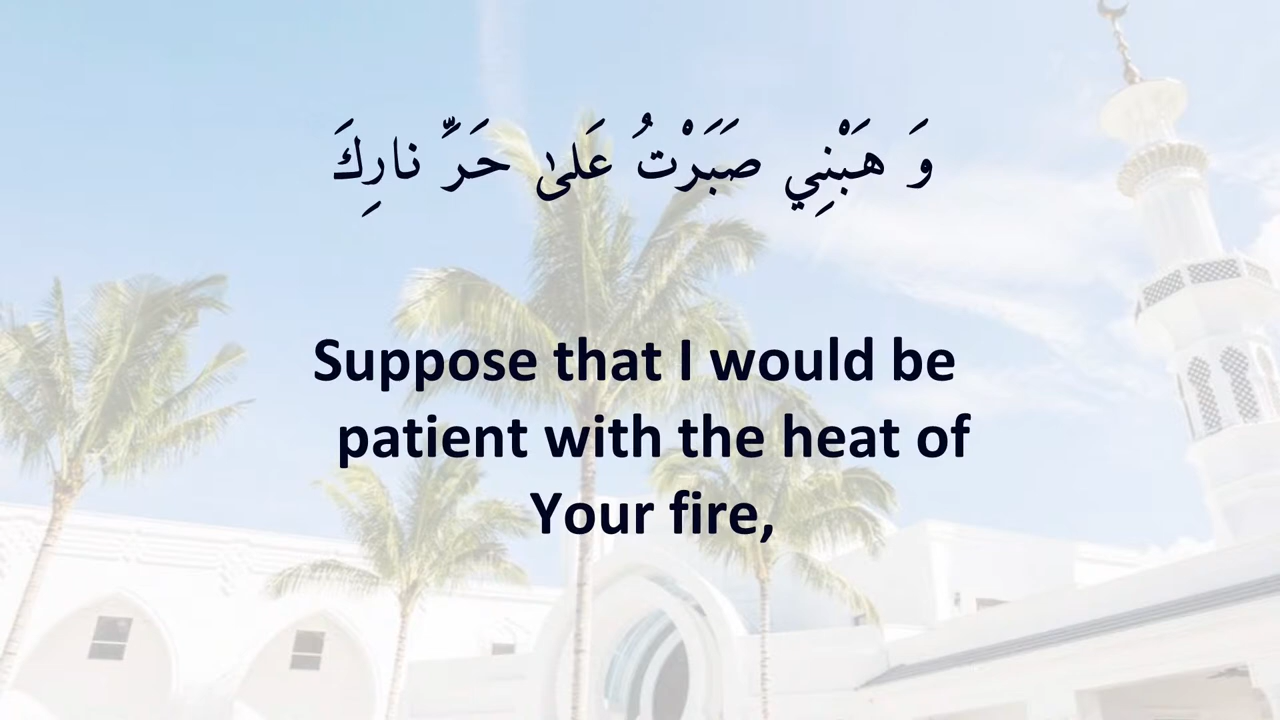 وَ هَبْنِي صَبَرْتُ عَلىٰ حَرِّ نارِكَ
Suppose that I would be
patient with the heat of
Your fire,